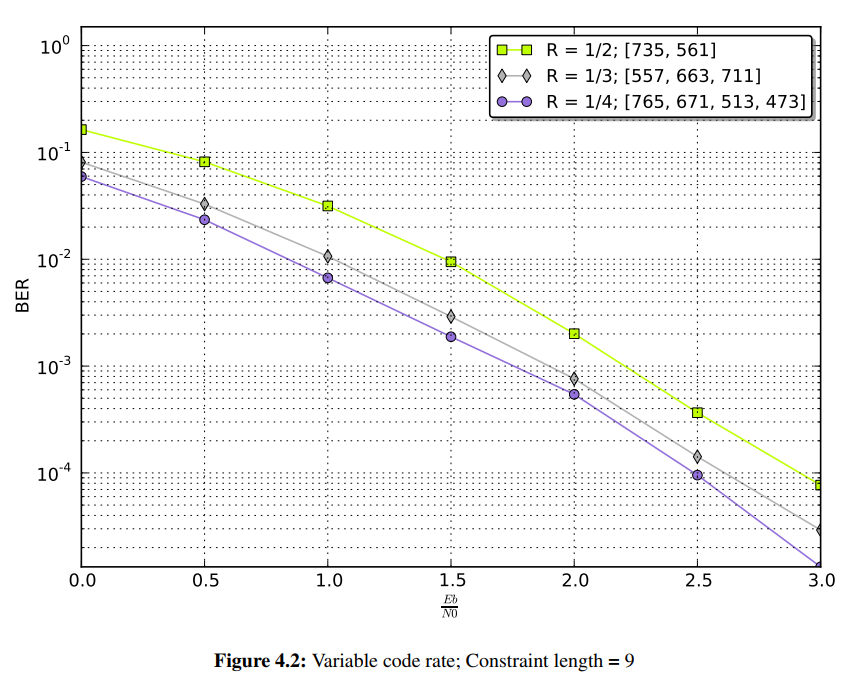 10^0
10^-1
10^-2
10^-3
10^-4
BER
R = 1/2; [735, 561]
R = 1/3; [557, 663, 711]
R = 1/4; [765, 671, 513, 473]
0.0 0.5 1.0 1.5 2.0 2.5 3.0
Eb
N0
Figure 4.2: Variable code rate; Constraint length = 9